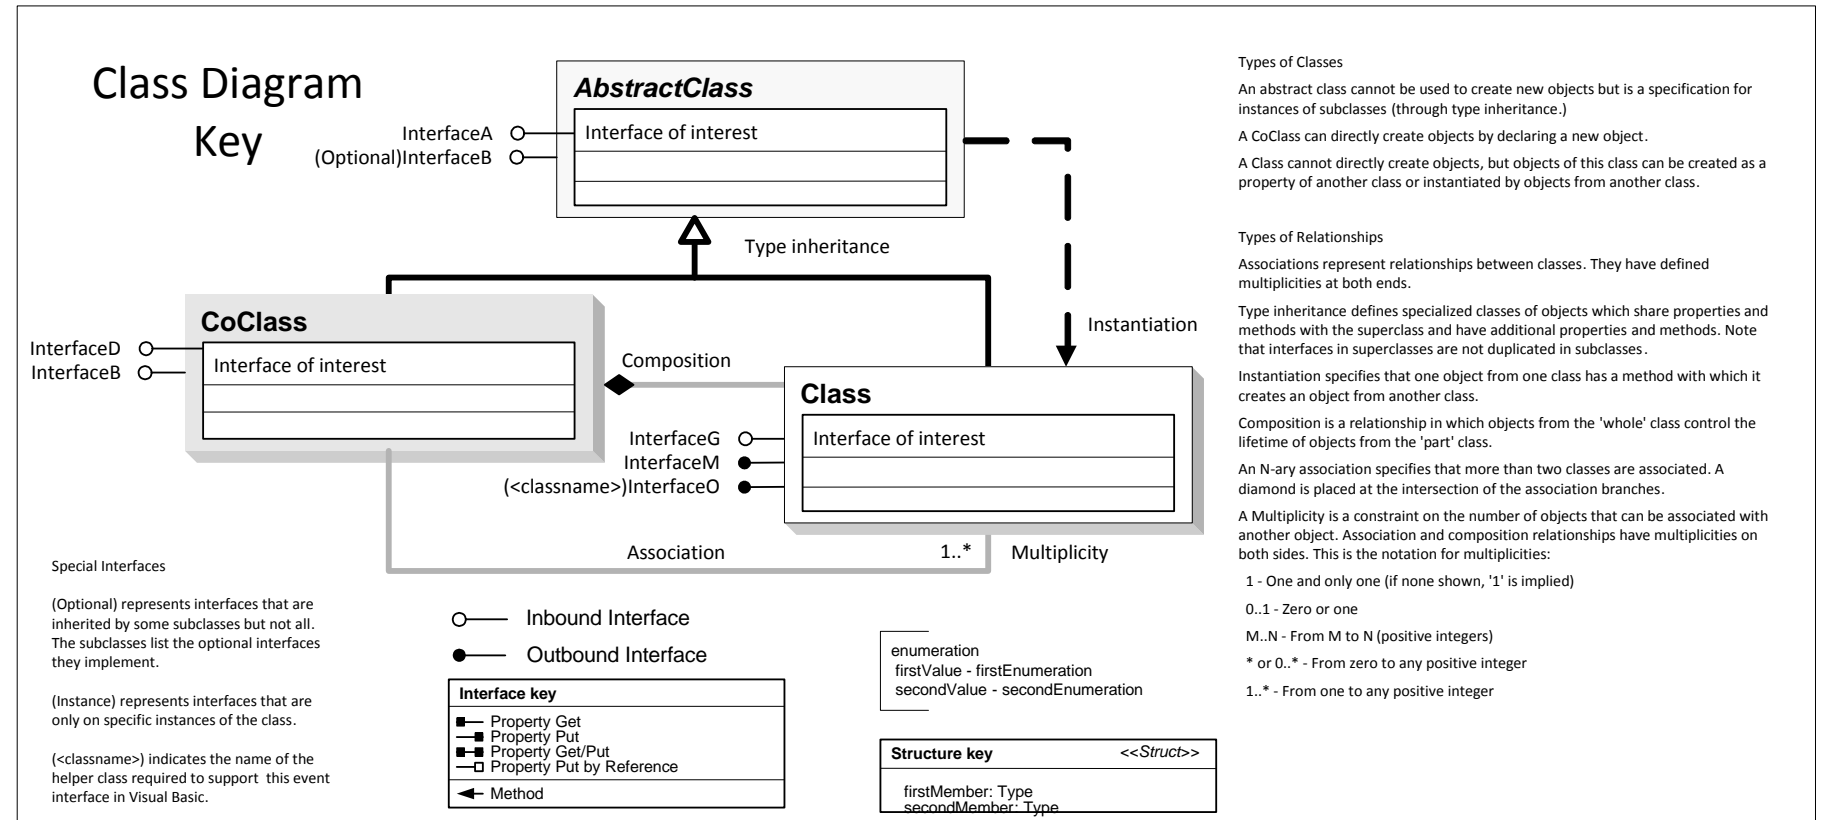 Class Diagram
Key
AbstractClass
Interface of interest
InterfaceA
(Optional)InterfaceB
Type inheritance
CoClass
Interface of interest
InterfaceD
InterfaceB
Composition
Instantiation
Class
Interface of interest
InterfaceG
InterfaceM
(<classname>)InterfaceO
Association
1..*
Multiplicity
Special Interfaces
(Optional) represents interfaces that are
inherited by some subclasses but not all.
The subclasses list the optional interfaces
they implement.
(Instance) represents interfaces that are
only on specific instances of the class.
(<classname>) indicates the name of the
helper class required to support this event
interface in Visual Basic.
Inbound Interface
Outbound Interface
Interface key
Property Get
Property Put
Property Get/Put
Property Put by Reference
Method
enumeration
firstValue - firstEnumeration
secondValue - secondEnumeration
Structure key <<Struct>>
firstMember: Type
secondMember: Type
Types of Classes
An abstract class cannot be used to create new objects but is a specification for
instances of subclasses (through type inheritance.)
A CoClass can directly create objects by declaring a new object.
A Class cannot directly create objects, but objects of this class can be created as a
property of another class or instantiated by objects from another class.
Types of Relationships
Associations represent relationships between classes. They have defined
multiplicities at both ends.
Type inheritance defines specialized classes of objects which share properties and
methods with the superclass and have additional properties and methods. Note
that interfaces in superclasses are not duplicated in subclasses.
Instantiation specifies that one object from one class has a method with which it
creates an object from another class.
Composition is a relationship in which objects from the 'whole' class control the
lifetime of objects from the 'part' class.
An N-ary association specifies that more than two classes are associated. A
diamond is placed at the intersection of the association branches.
A Multiplicity is a constraint on the number of objects that can be associated with
another object. Association and composition relationships have multiplicities on
both sides. This is the notation for multiplicities:
1 - One and only one (if none shown, '1' is implied)
0..1 - Zero or one
M..N - From M to N (positive integers)
* or 0..* - From zero to any positive integer
1..* - From one to any positive integer